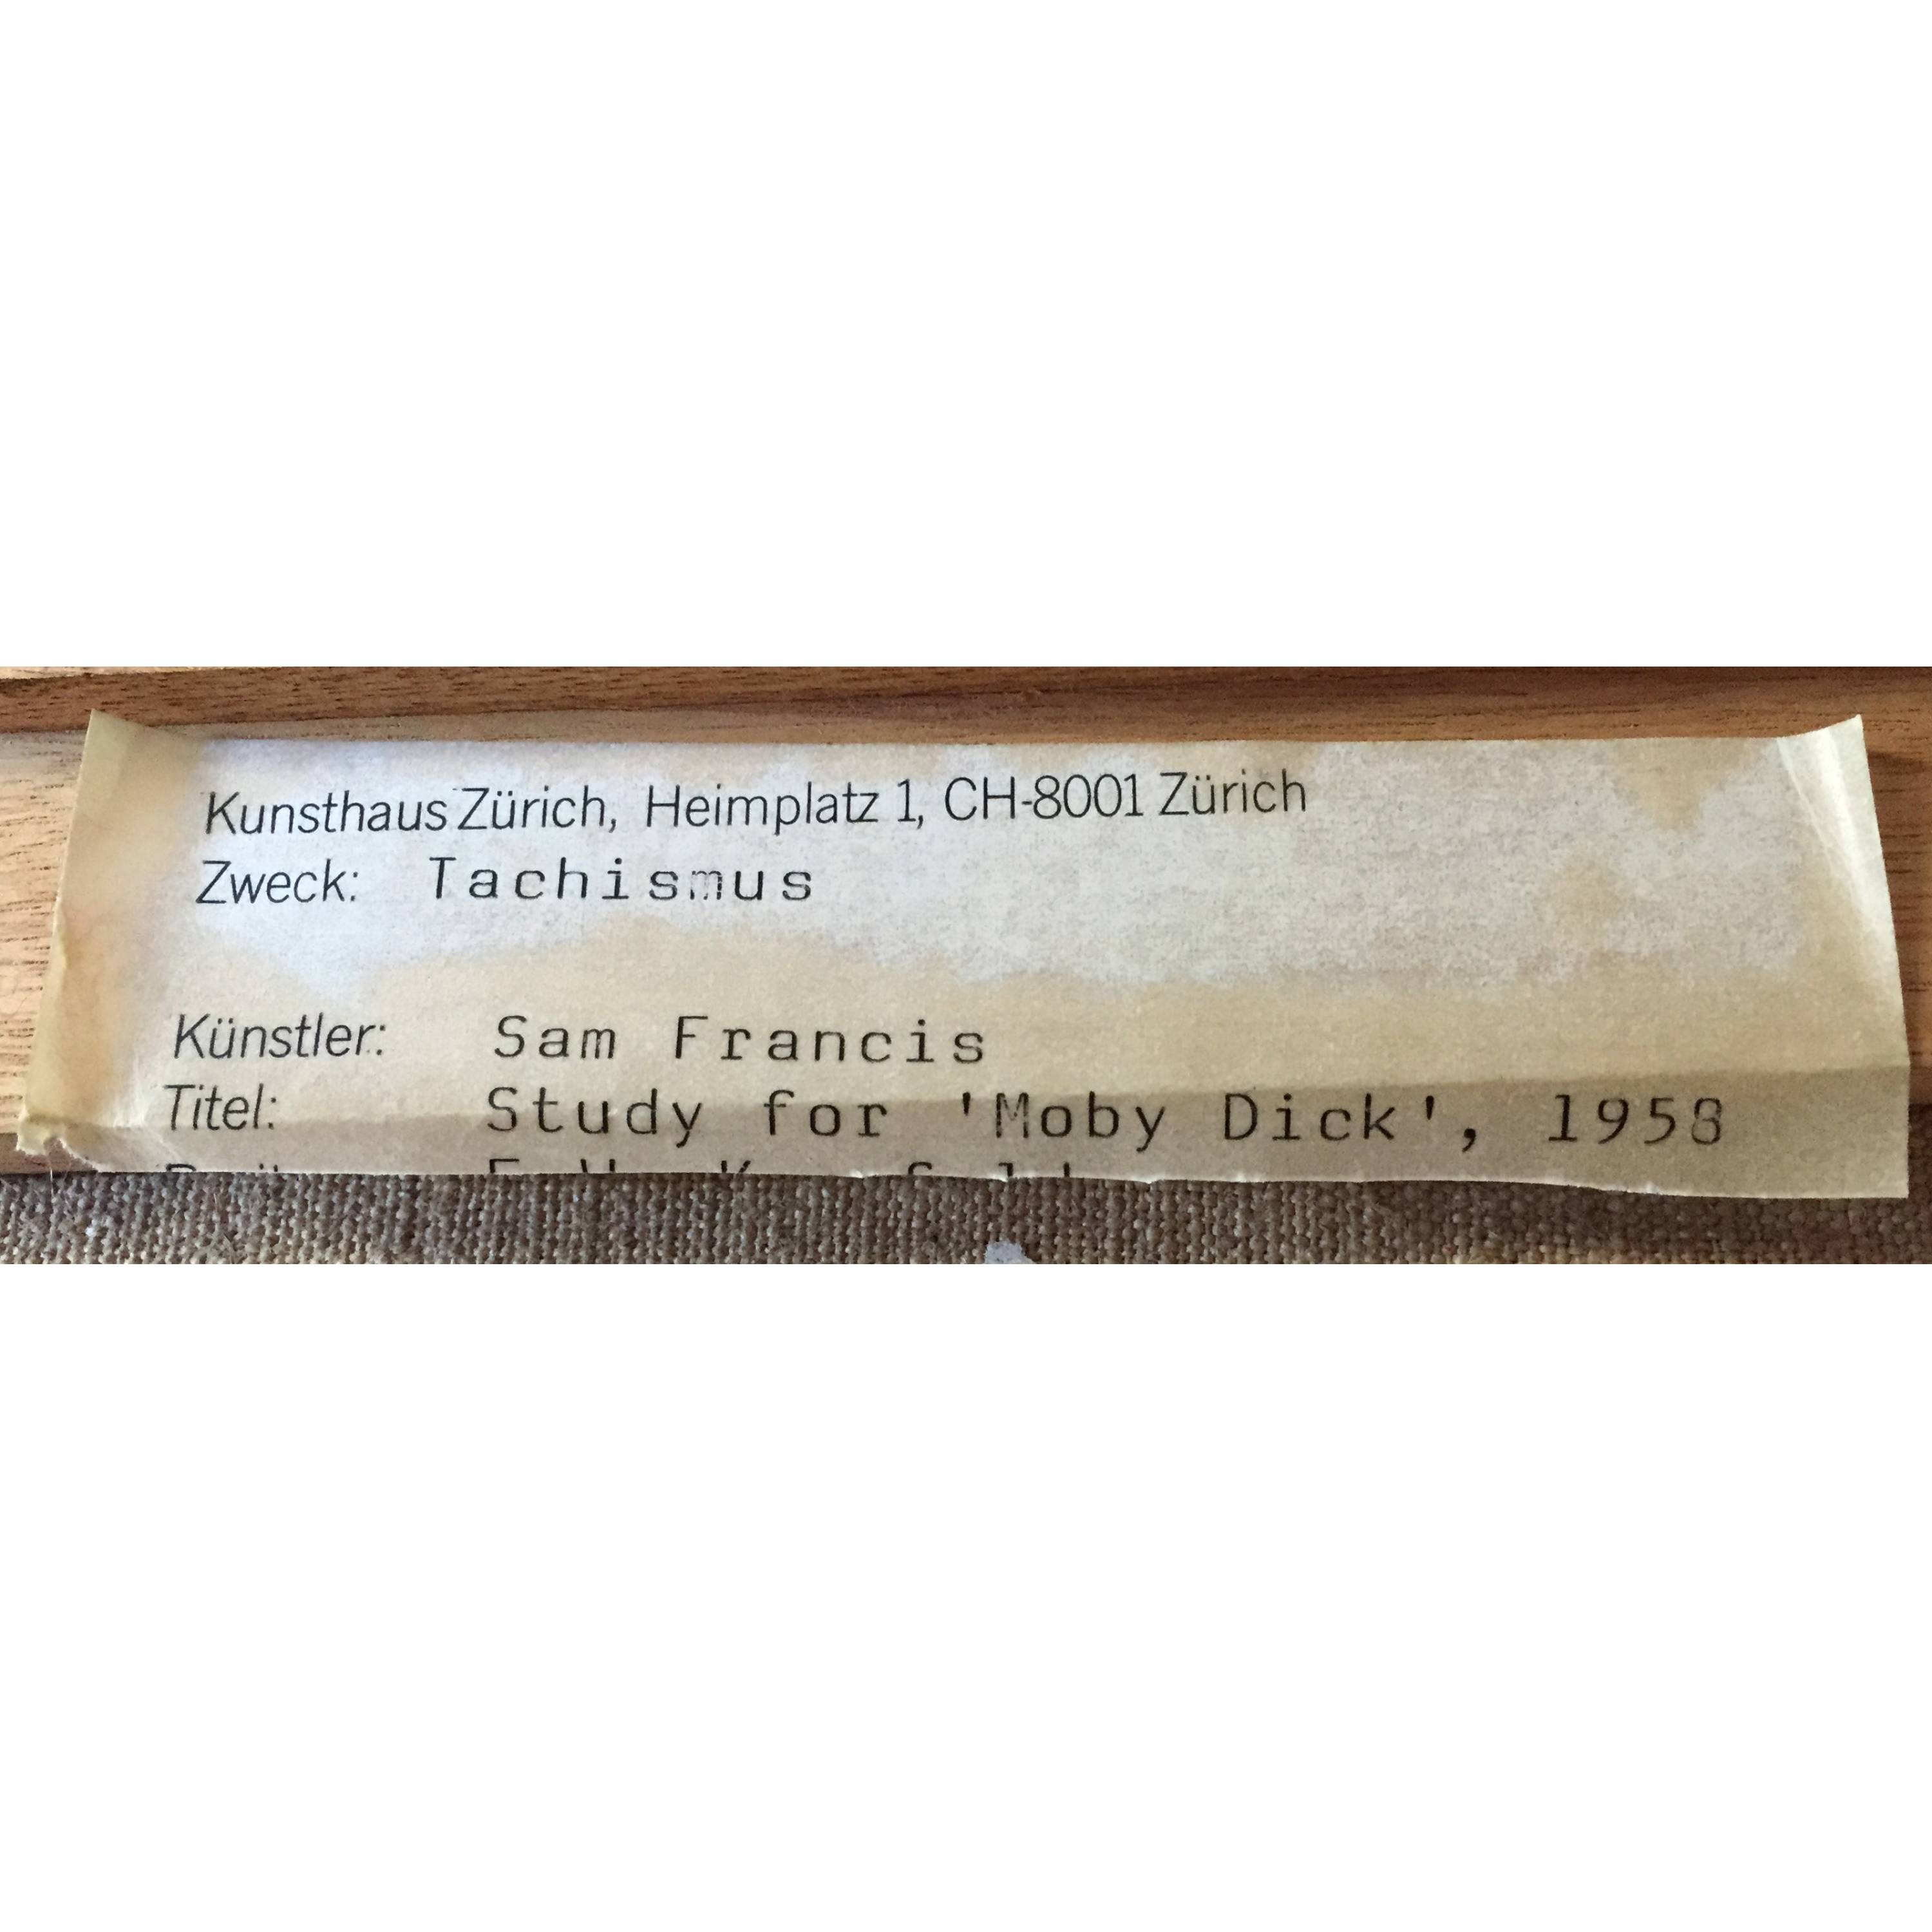 Kunsthaus Zürich, Heimplatz 1, CH-8001 Zürich
Zweck: Tachismus
Künstler: Sam Francis
Titel: Study for 'Moby Dick', 1958